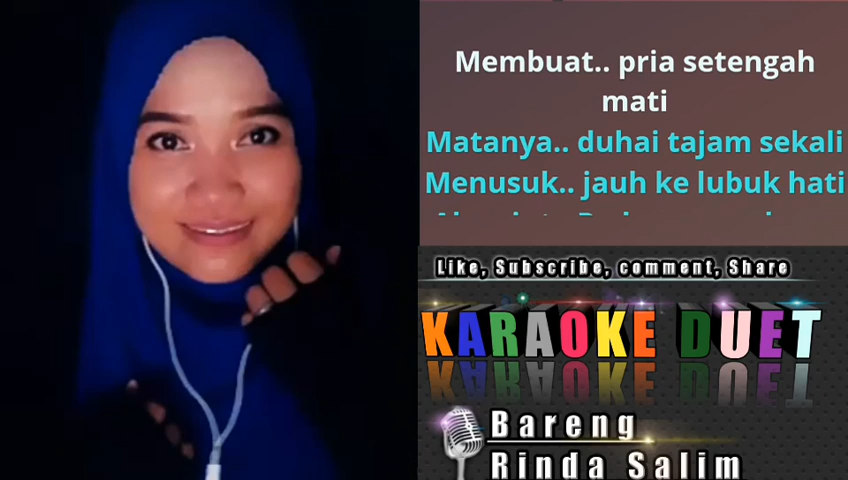 Membuat.. pria setengah
mati
Matanya.. duhai tajam sekali
Menusuk.. jauh ke lubuk hati
Like, Subscribe, comment, Share
KARAOKE DUET
Bareng
Rinda Salim